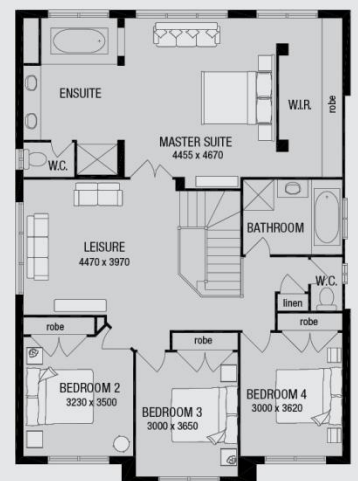 ENSUITE
W.I.R.
robe
MASTER SUITE
4455 x 4670
W.C.
BATHROOM
LEISURE
4470 x 3970
W.C.
linen
robe
robe
robe
BEDROOM 2
3230 x 3500
BEDROOM 3
3000 x 3650
BEDROOM 4
3000 x 3620